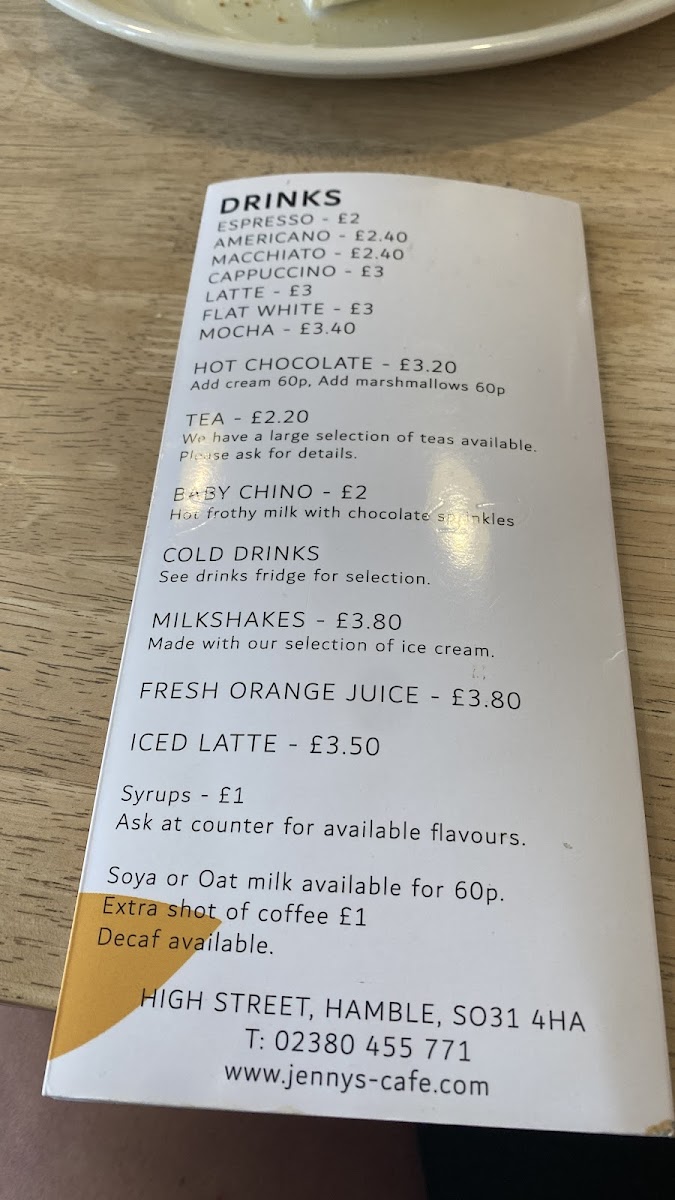 DRINKS
ESPRESSO - £2
AMERICANO - £2.40
MACCHIATO - £2.40
CAPPUCCINO - £3
LATTE - £3
FLAT WHITE - £3
MOCHA - £3.40
HOT CHOCOLATE - £3.20
Add cream 60p, Add marshmallows 60p
TEA - £2.20
We have a large selection of teas available.
Please ask for details.
BABY CHINO - £2
Hot frothy milk with chocolate sprinkles
COLD DRINKS
See drinks fridge for selection.
MILKSHAKES - £3.80
Made with our selection of ice cream.
FRESH ORANGE JUICE - £3.80
ICED LATTE - £3.50
Syrups - £1
Ask at counter for available flavours.
Soya or Oat milk available for 60p.
Extra shot of coffee £1
Decaf available.
HIGH STREET, HAMBLE, SO31 4HA
T: 02380 455 771
www.jennys-cafe.com